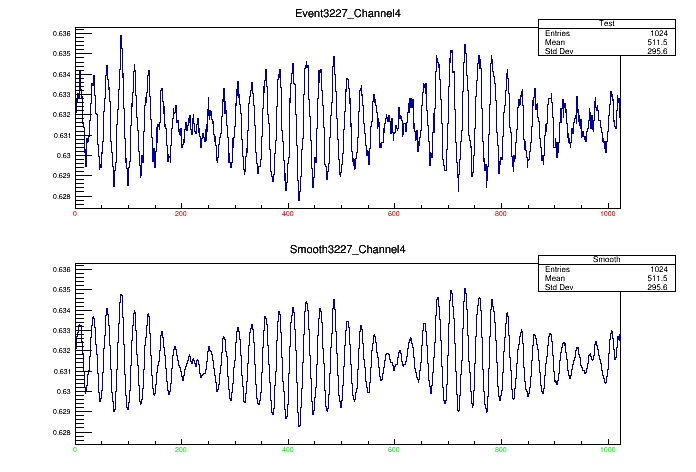 Event3227_Channel4
Test
Entries 1024
Mean 511.5
Std Dev 295.6
0.636
0.635
0.634
0.633
0.632
0.631
0.63
0.629
0.628
0 200 400 600 800 1000
Smooth3227_Channel4
Smooth
Entries 1024
Mean 511.5
Std Dev 295.6
0.636
0.635
0.634
0.633
0.632
0.631
0.63
0.629
0.628
0 200 400 600 800 1000